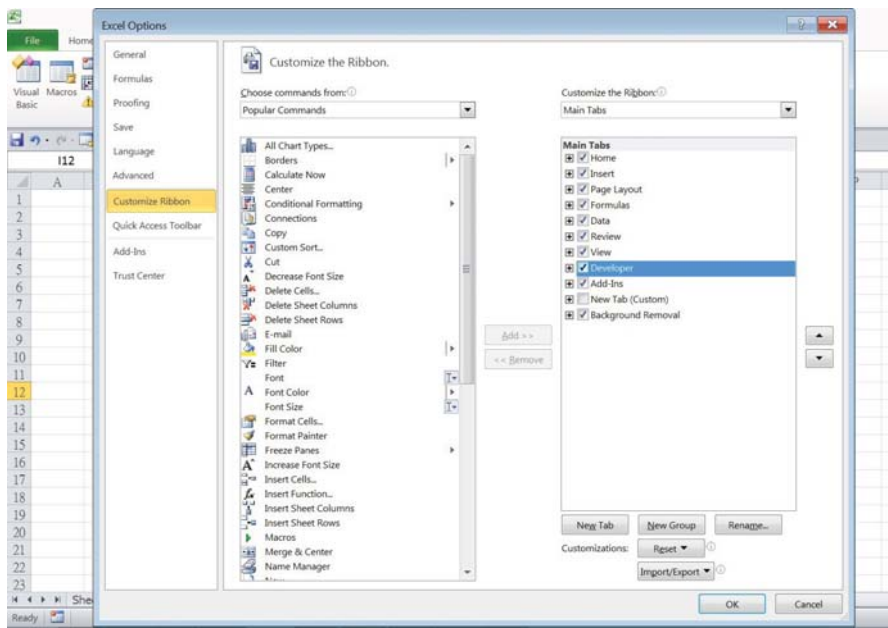 Excel Options
File Home
Visual Basic
Macros
I12
A
1
2
3
4
5
6
7
8
9
10
11
12
13
14
15
16
17
18
19
20
21
22
23
She
Ready
General
Formulas
Proofing
Save
Language
Advanced
Customize Ribbon
Quick Access Toolbar
Add-Ins
Trust Center
Customize the Ribbon.
Choose commands from:
Popular Commands
All Chart Types...
Borders
Calculate Now
Center
Conditional Formatting
Connections
Copy
Custom Sort...
Cut
Decrease Font Size
Delete Cells...
Delete Sheet Columns
Delete Sheet Rows
E-mail
Fill Color
Filter
Font
Font Color
Font Size
Format Cells...
Format Painter
Freeze Panes
Increase Font Size
Insert Cells...
Insert Function...
Insert Sheet Columns
Insert Sheet Rows
Macros
Merge & Center
Name Manager
Add >>
<< Remove
Customize the Ribbon:
Main Tabs
Main Tabs
Home
Insert
Page Layout
Formulas
Data
Review
View
Developer
Add-Ins
New Tab (Custom)
Background Removal
New Tab
New Group
Rename...
Customizations:
Reset
Import/Export
OK
Cancel